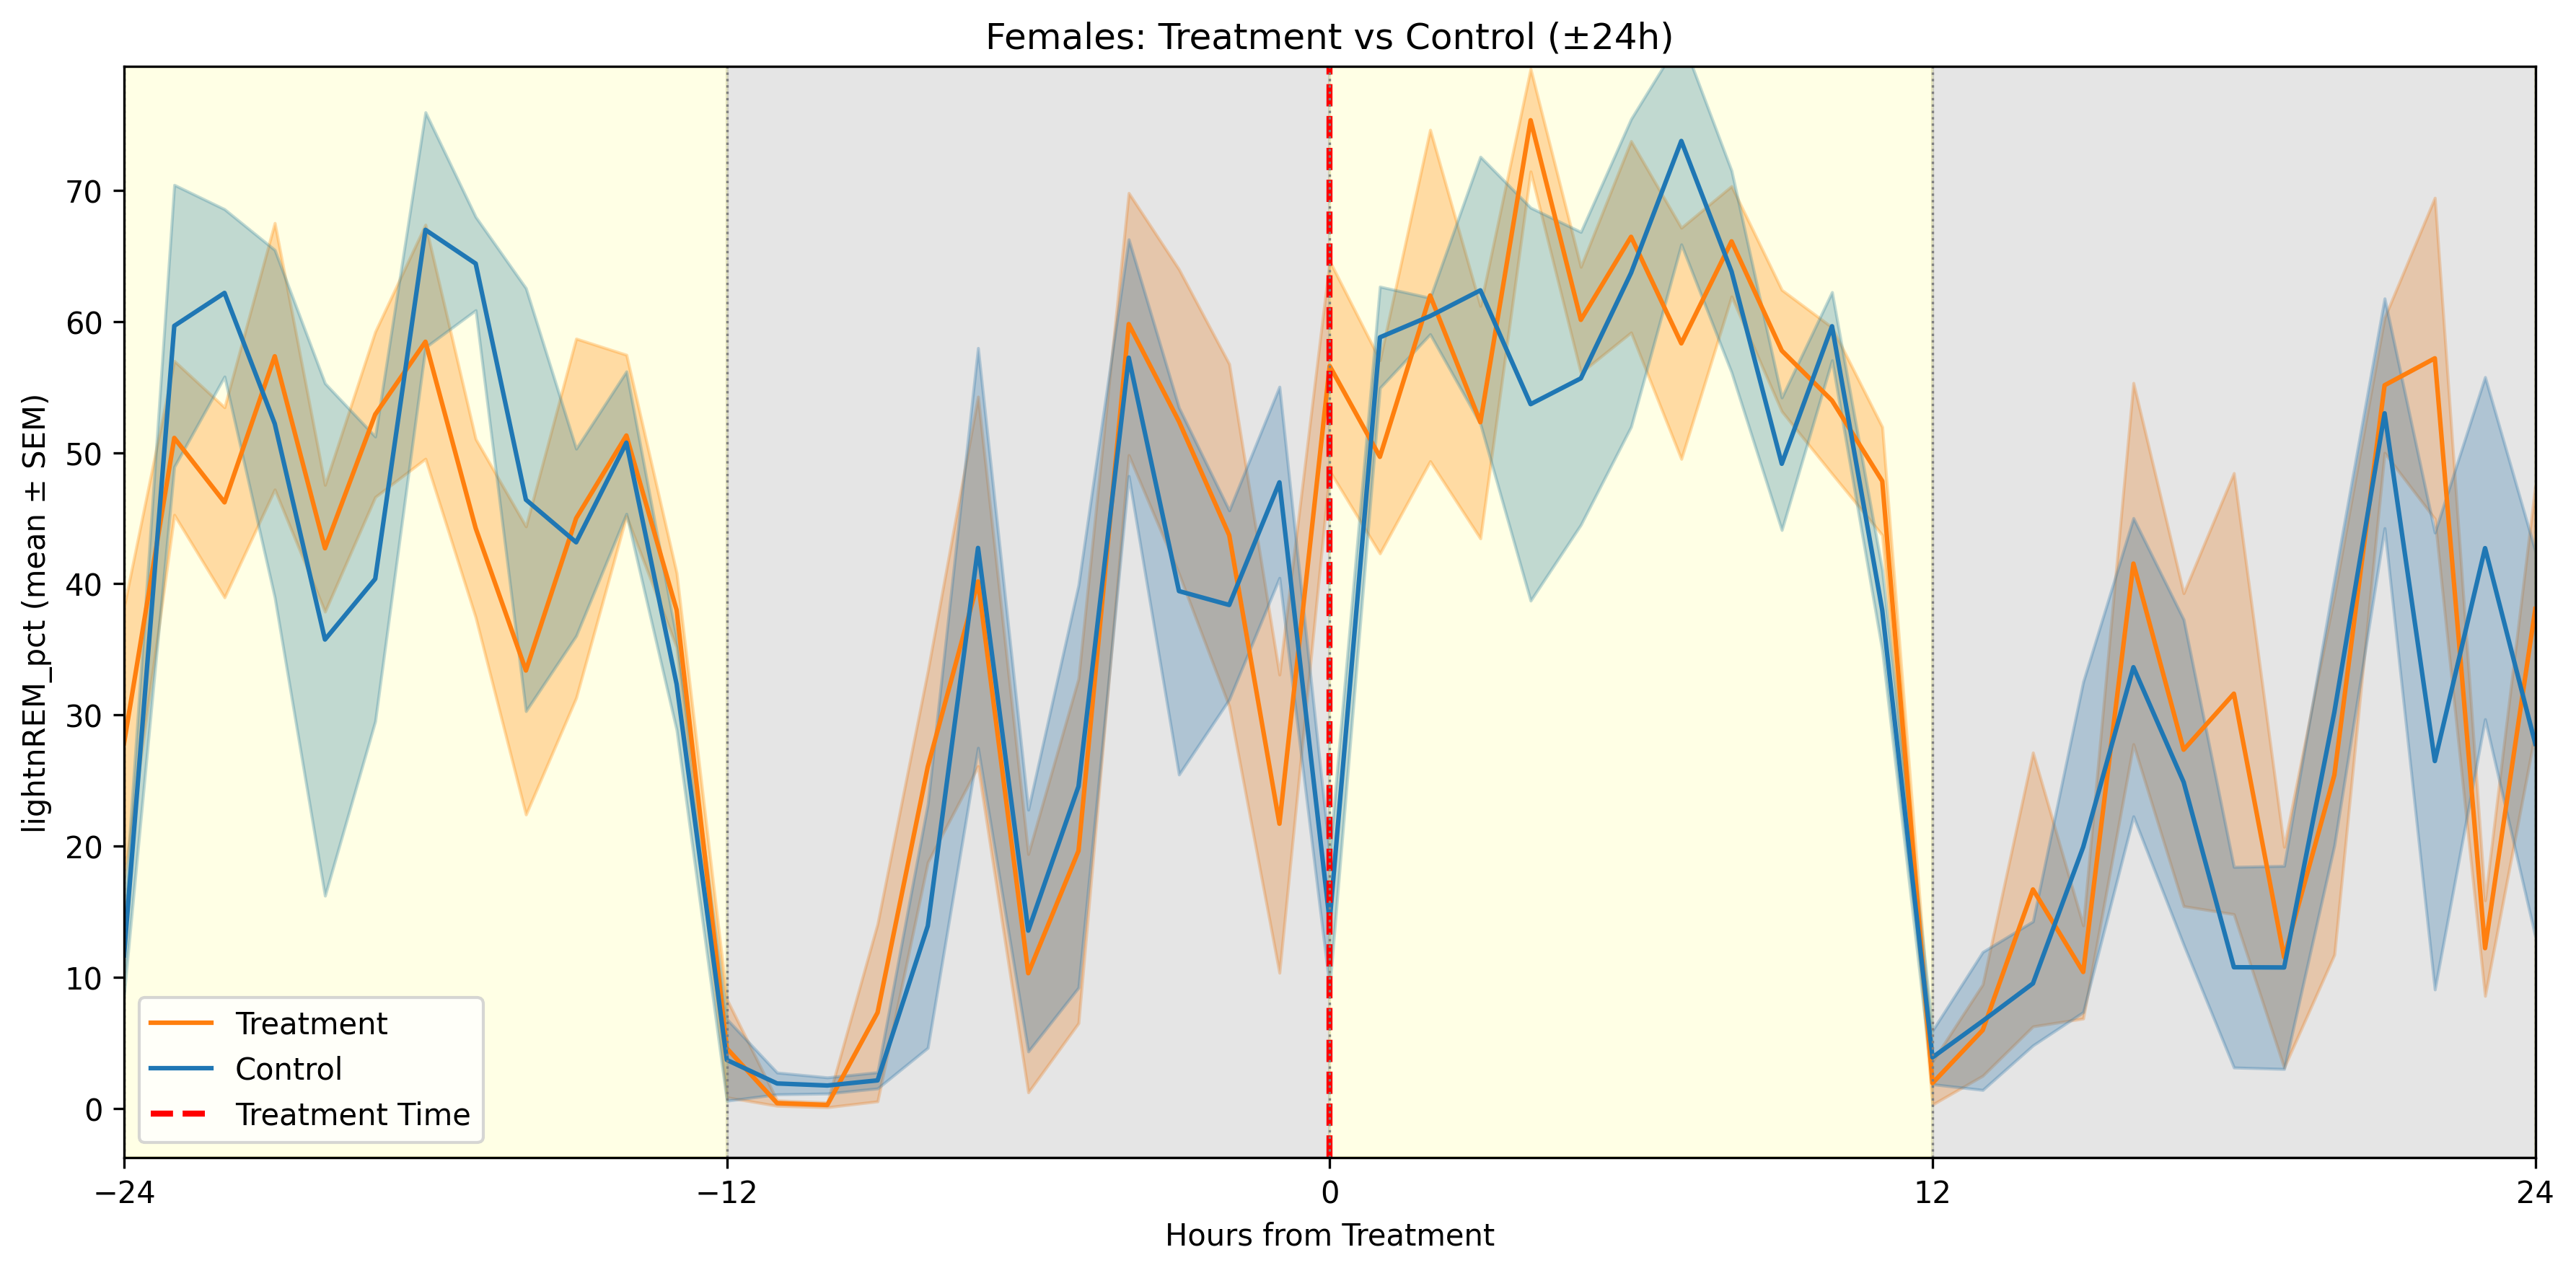 Females: Treatment vs Control (±24h)
lightnREM_pct (mean ± SEM)
70
60
50
40
30
20
10
0
Treatment
Control
Treatment Time
−24
−12
0
12
24
Hours from Treatment